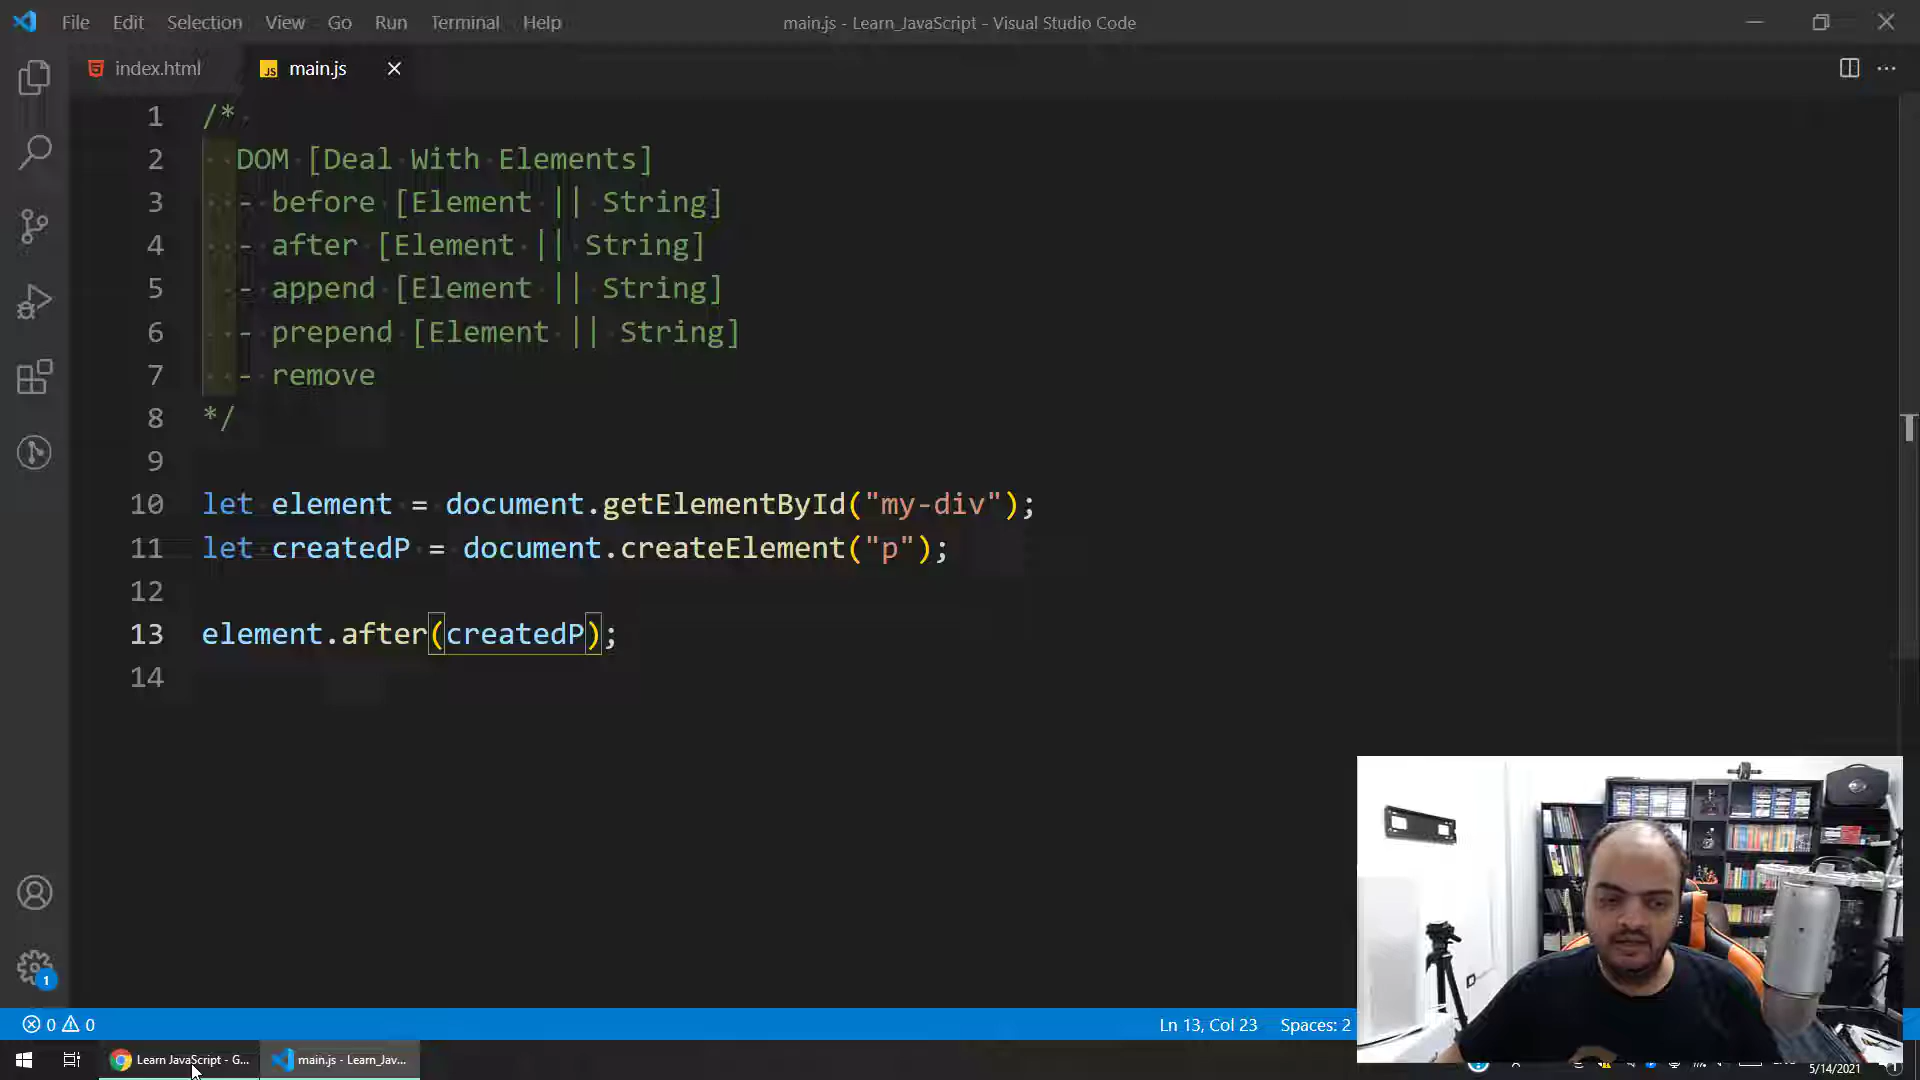 File Edit Selection View Go Run Terminal Help
main.js - Learn_JavaScript - Visual Studio Code
index.html
JS main.js
1 /*
2 DOM [Deal With Elements]
3 - before [Element || String]
4 - after [Element || String]
5 - append [Element || String]
6 - prepend [Element || String]
7 - remove
8 */
9
10 let element = document.getElementById("my-div");
11 let createdP = document.createElement("p");
12
13 element.after(createdP);
14
1
0 0
Ln 13, Col 23 Spaces: 2
Learn JavaScript - G...
main.js - Learn_Jav...
5/14/2021